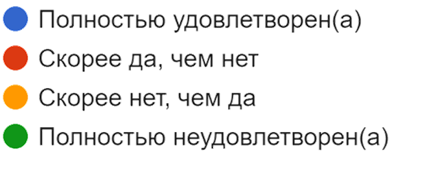 Полностью удовлетворен(а)
Скорее да, чем нет
Скорее нет, чем да
Полностью неудовлетворен(а)